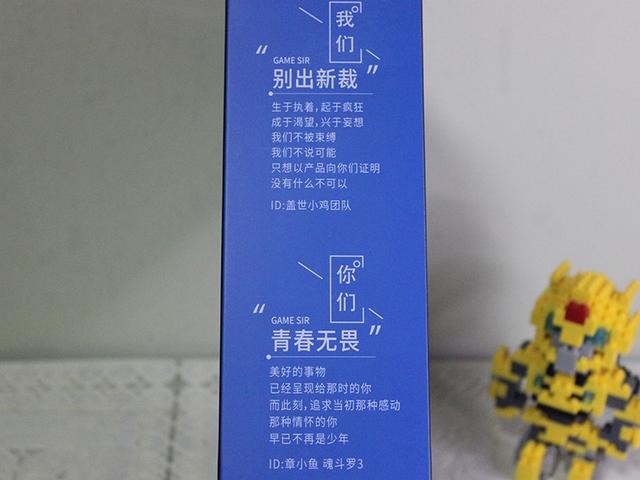 我
们
“
GAME SIR
别出新裁
”
生于执着,起于疯狂
成于渴望,兴于妄想
我们不被束缚
我们不说可能
只想以产品向你们证明
没有什么不可以
ID:盖世小鸡团队
你
们
“
GAME SIR
青春无畏
”
美好的事物
已经呈现给那时的你
而此刻,追求当初那种感动
那种情怀的你
早已不再是少年
ID:章小鱼 魂斗罗3